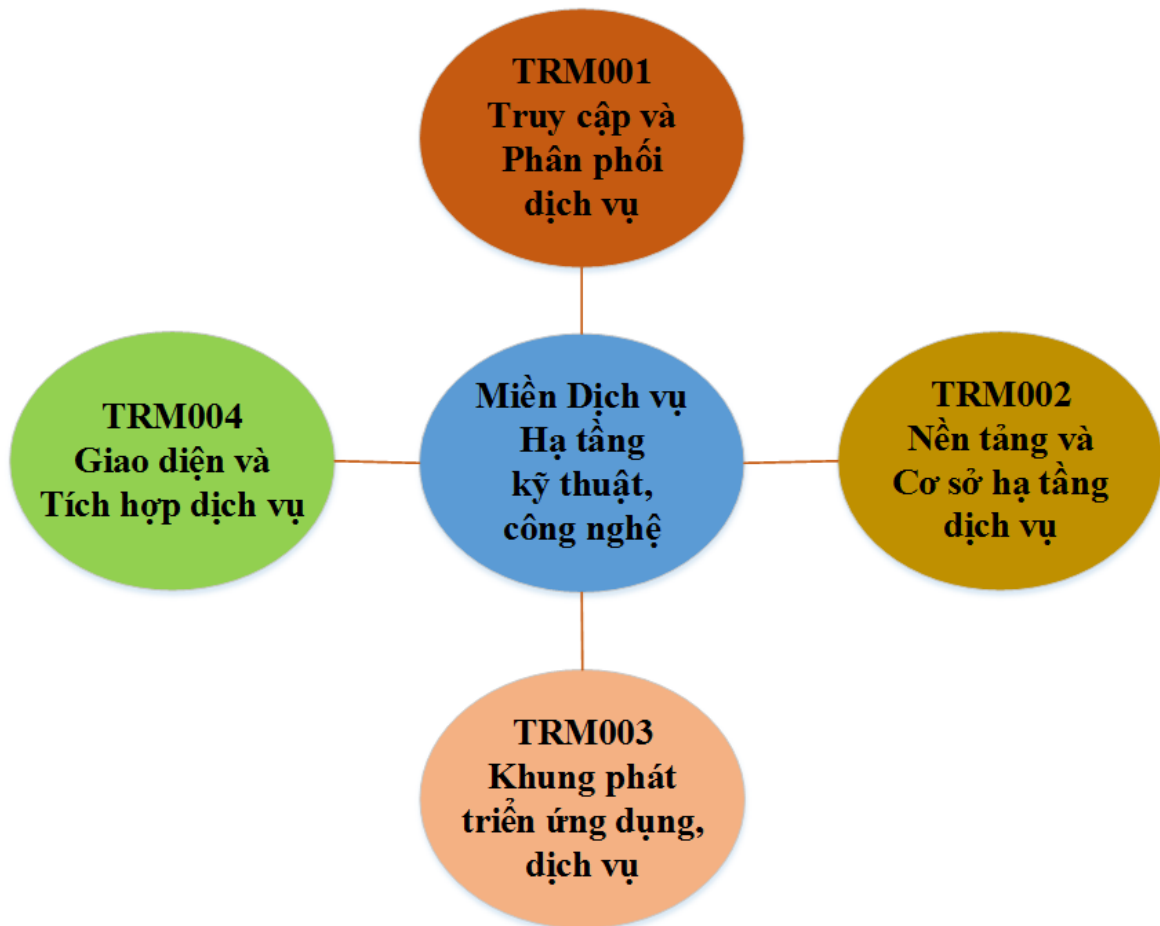 TRM001
Truy cập và
Phân phối
dịch vụ
TRM004
Giao diện và
Tích hợp dịch vụ
Miền Dịch vụ
Hạ tầng
kỹ thuật,
công nghệ
TRM002
Nền tảng và
Cơ sở hạ tầng
dịch vụ
TRM003
Khung phát
triển ứng dụng,
dịch vụ